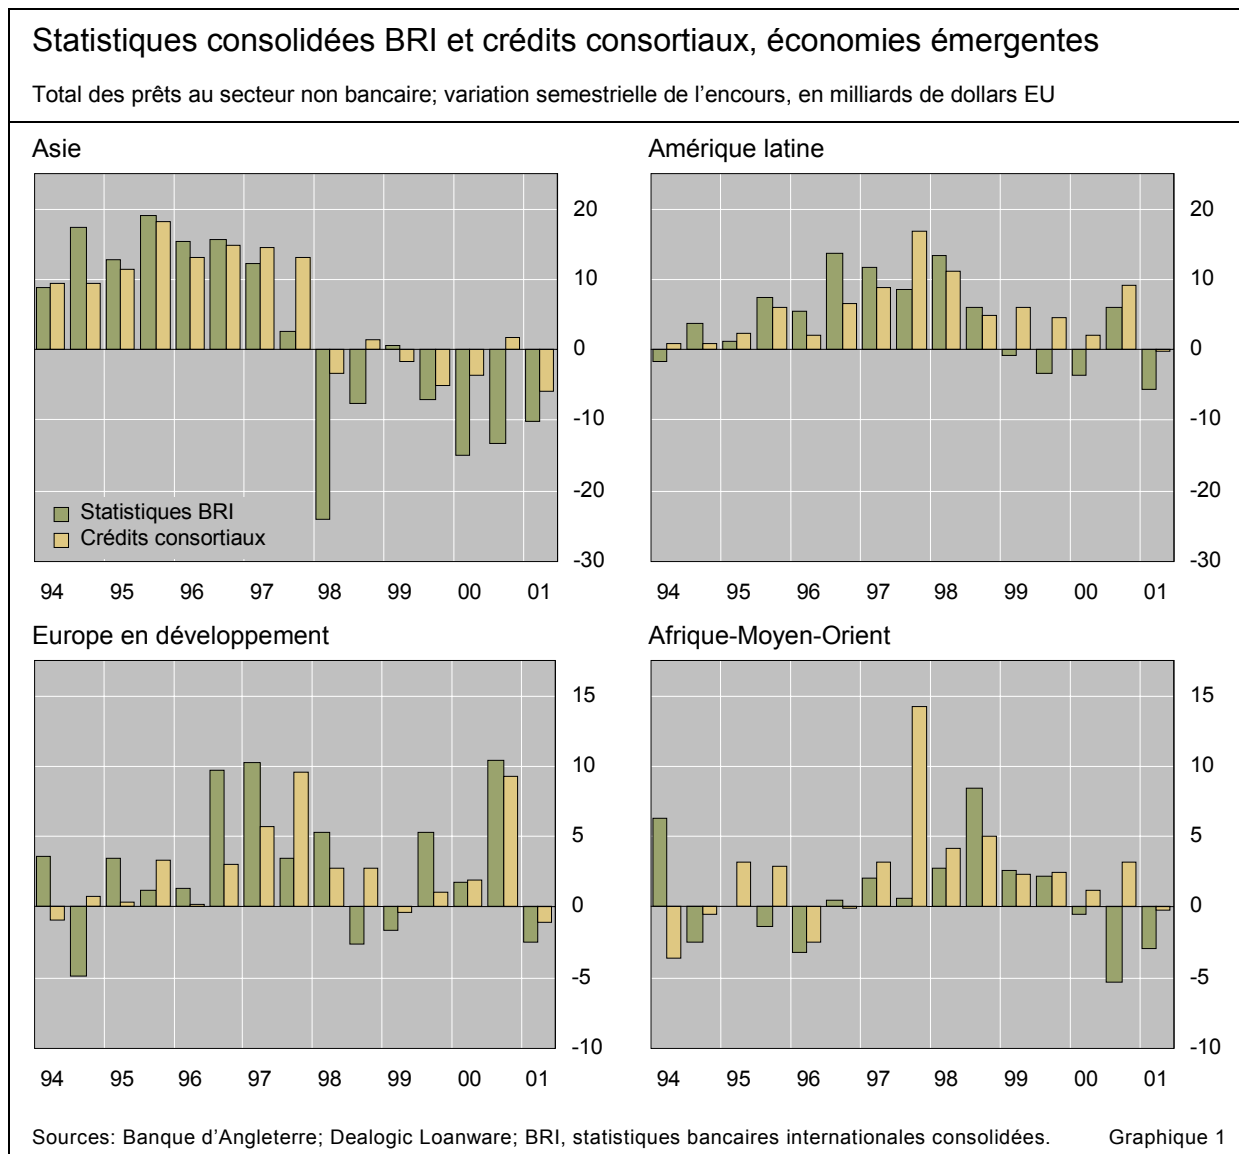 Statistiques consolidées BRI et crédits consortiaux, économies émergentes
Total des prêts au secteur non bancaire; variation semestrielle de l'encours, en milliards de dollars EU
Asie
20
10
0
-10
-20
-30
Statistiques BRI
Crédits consortiaux
94 95 96 97 98 99 00 01
Amérique latine
20
10
0
-10
-20
-30
94 95 96 97 98 99 00 01
Europe en développement
15
10
5
0
-5
-10
94 95 96 97 98 99 00 01
Afrique-Moyen-Orient
15
10
5
0
-5
-10
94 95 96 97 98 99 00 01
Sources: Banque d'Angleterre; Dealogic Loanware; BRI, statistiques bancaires internationales consolidées. Graphique 1